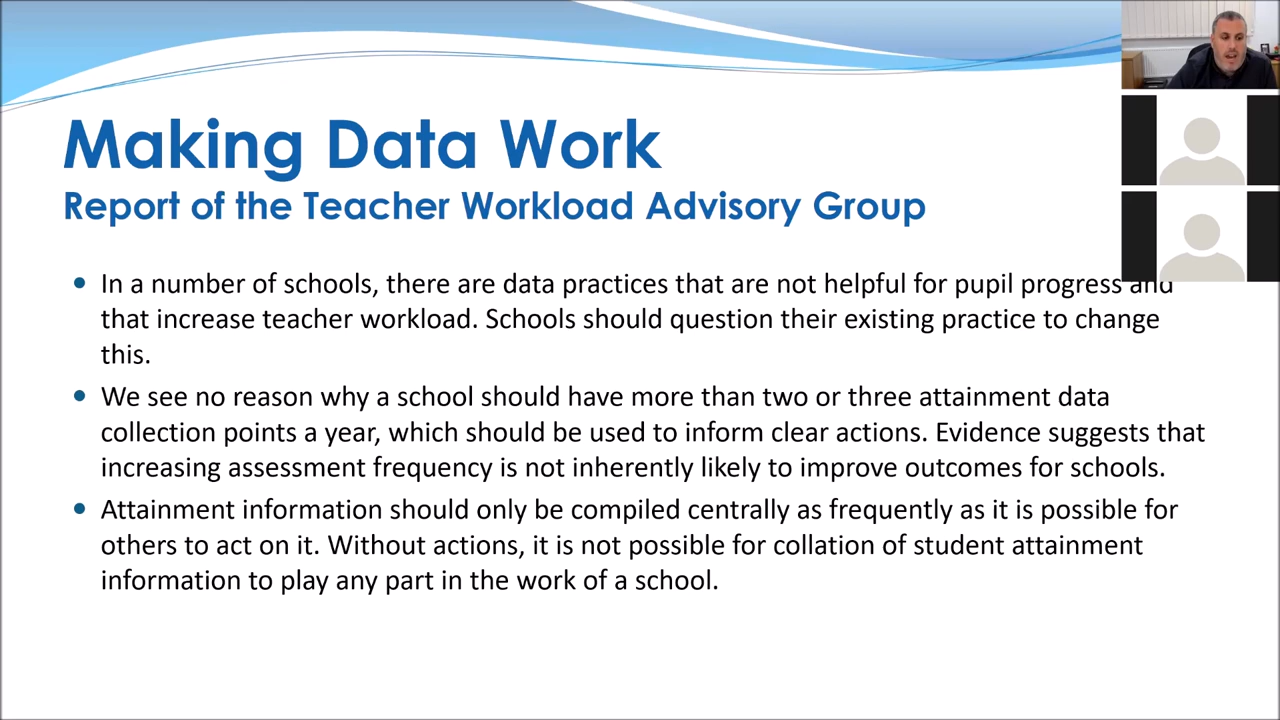 Making Data Work
Report of the Teacher Workload Advisory Group
• In a number of schools, there are data practices that are not helpful for pupil progress and
that increase teacher workload. Schools should question their existing practice to change
this.
• We see no reason why a school should have more than two or three attainment data
collection points a year, which should be used to inform clear actions. Evidence suggests that
increasing assessment frequency is not inherently likely to improve outcomes for schools.
• Attainment information should only be compiled centrally as frequently as it is possible for
others to act on it. Without actions, it is not possible for collation of student attainment
information to play any part in the work of a school.